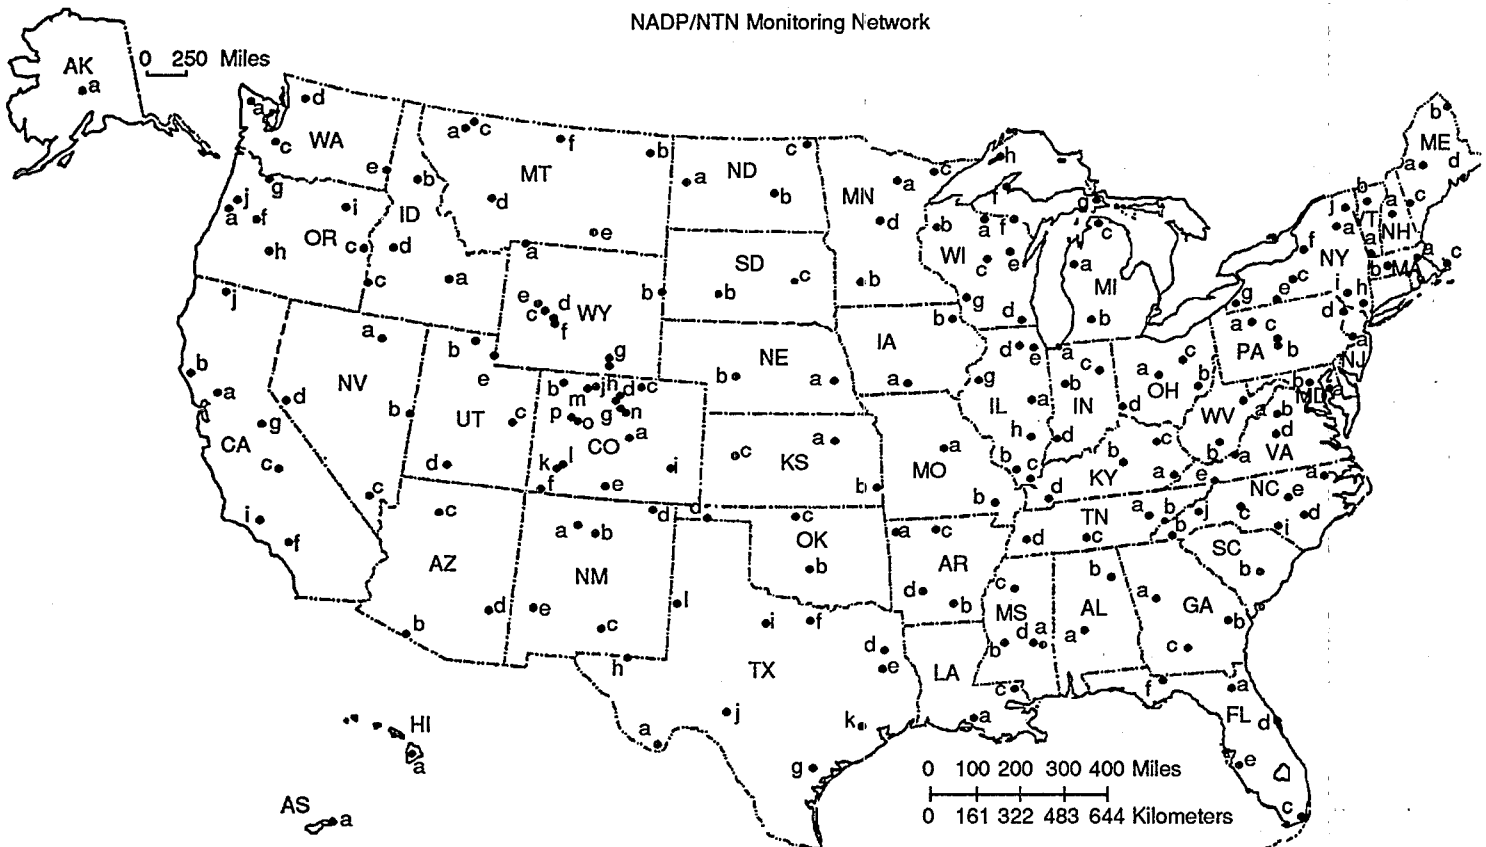 NADP/NTN Monitoring Network
AK
a
0 250 Miles
a
d
c
WA
e
b
a
c
f
b
MT
d
e
ND
c
a
b
MN
a
c
d
b
h
f
g
b
ME
a
d
j
a
f
g
i
OR
h
c
ID
d
c
a
a
SD
b
c
b
WI
b
a
f
c
e
g
d
c
a
MI
b
j
b
VT
a
c
a
NH
f
NY
a
b
MA
a
c
g
e
c
h
d
j
b
a
g
CA
c
i
f
a
NV
d
b
c
b
e
UT
c
d
e
d
c
f
WY
g
b
NE
b
a
b
j
h
d
c
m
p
o
g
n
a
l
k
CO
f
e
i
KS
a
c
b
IA
b
a
d
e
g
IL
a
h
b
c
a
c
b
IN
d
c
a
b
OH
d
a
c
b
PA
a
NJ
b
MD
a
WV
a
b
b
d
VA
a
MO
a
b
c
b
KY
a
d
e
a
NC
e
c
d
i
j
AZ
c
d
b
a
b
NM
d
e
c
d
c
OK
b
a
c
AR
d
b
TN
d
c
a
b
b
SC
b
c
MS
d
a
b
c
b
AL
a
a
GA
b
c
l
i
f
h
TX
d
e
j
k
a
g
LA
a
f
a
FL
d
e
c
HI
a
AS
a
0 100 200 300 400 Miles
0 161 322 483 644 Kilometers